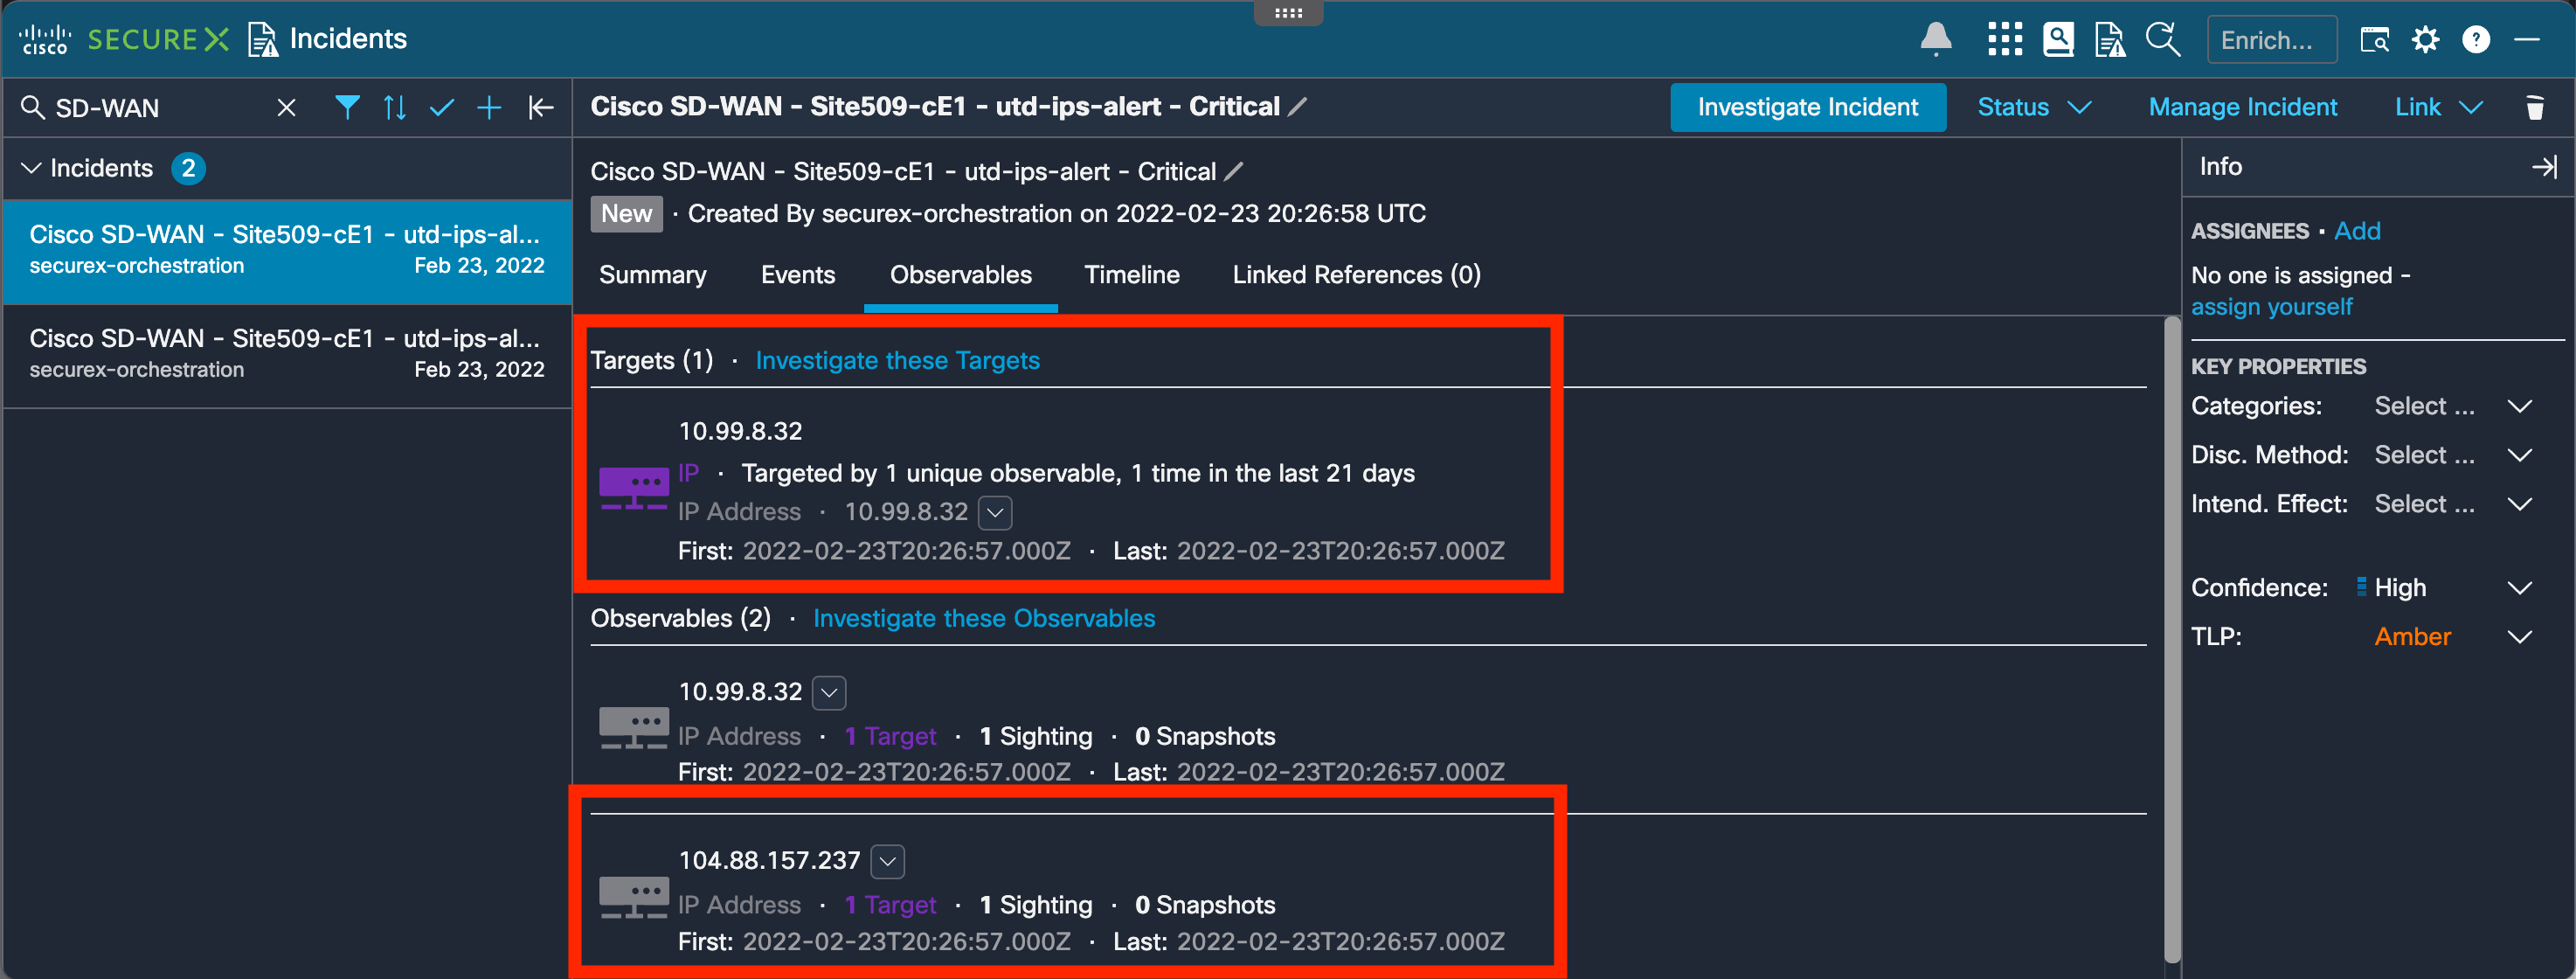 cisco SECUREX Incidents Enrich...
SD-WAN
Cisco SD-WAN - Site509-cE1 - utd-ips-alert - Critical Investigate Incident Status Manage Incident Link
Incidents 2
Cisco SD-WAN - Site509-cE1 - utd-ips-al...
securex-orchestration Feb 23, 2022
Cisco SD-WAN - Site509-cE1 - utd-ips-al...
securex-orchestration Feb 23, 2022
Cisco SD-WAN - Site509-cE1 - utd-ips-alert - Critical
New · Created By securex-orchestration on 2022-02-23 20:26:58 UTC
Summary Events Observables Timeline Linked References (0)
Targets (1) · Investigate these Targets
10.99.8.32
IP · Targeted by 1 unique observable, 1 time in the last 21 days
IP Address · 10.99.8.32
First: 2022-02-23T20:26:57.000Z · Last: 2022-02-23T20:26:57.000Z
Observables (2) · Investigate these Observables
10.99.8.32
IP Address · 1 Target · 1 Sighting · 0 Snapshots
First: 2022-02-23T20:26:57.000Z · Last: 2022-02-23T20:26:57.000Z
104.88.157.237
IP Address · 1 Target · 1 Sighting · 0 Snapshots
First: 2022-02-23T20:26:57.000Z · Last: 2022-02-23T20:26:57.000Z
Info
ASSIGNEES · Add
No one is assigned -
assign yourself
KEY PROPERTIES
Categories: Select ...
Disc. Method: Select ...
Intend. Effect: Select ...
Confidence: High
TLP: Amber